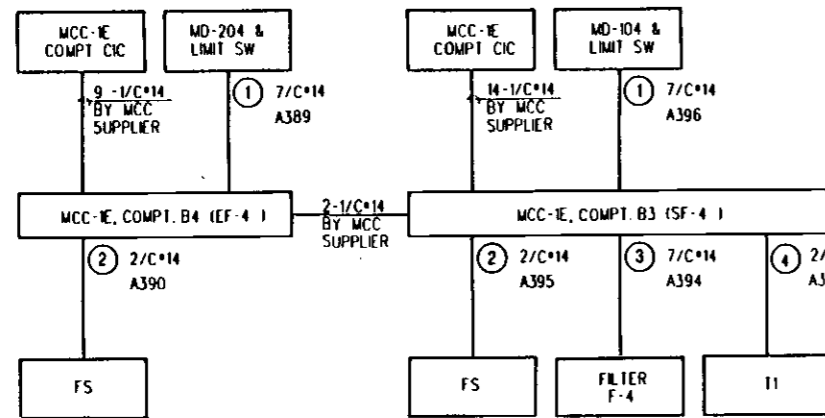 MCC-1E
COMPT C1C
MD-204 &
LIMIT SW
MCC-1E
COMPT C1C
MD-104 &
LIMIT SW
9 -1/C#14
BY MCC
SUPPLIER
1
7/C#14
A389
14-1/C#14
BY MCC
SUPPLIER
1
7/C#14
A396
MCC-1E, COMPT. B4 (EF-4 )
2-1/C#14
BY MCC
SUPPLIER
MCC-1E, COMPT. B3 (SF-4 )
2
2/C#14
A390
2
2/C#14
A395
3
7/C#14
A394
4
2/
A3
FS
FS
FILTER
F-4
T1